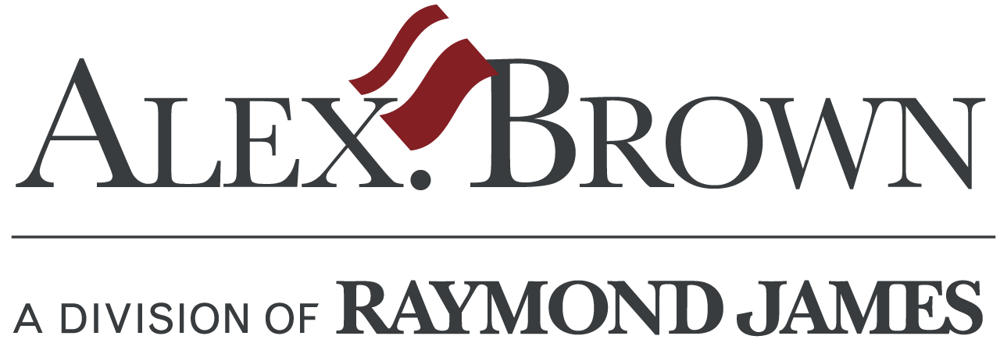 ALEX. BROWN
A DIVISION OF RAYMOND JAMES